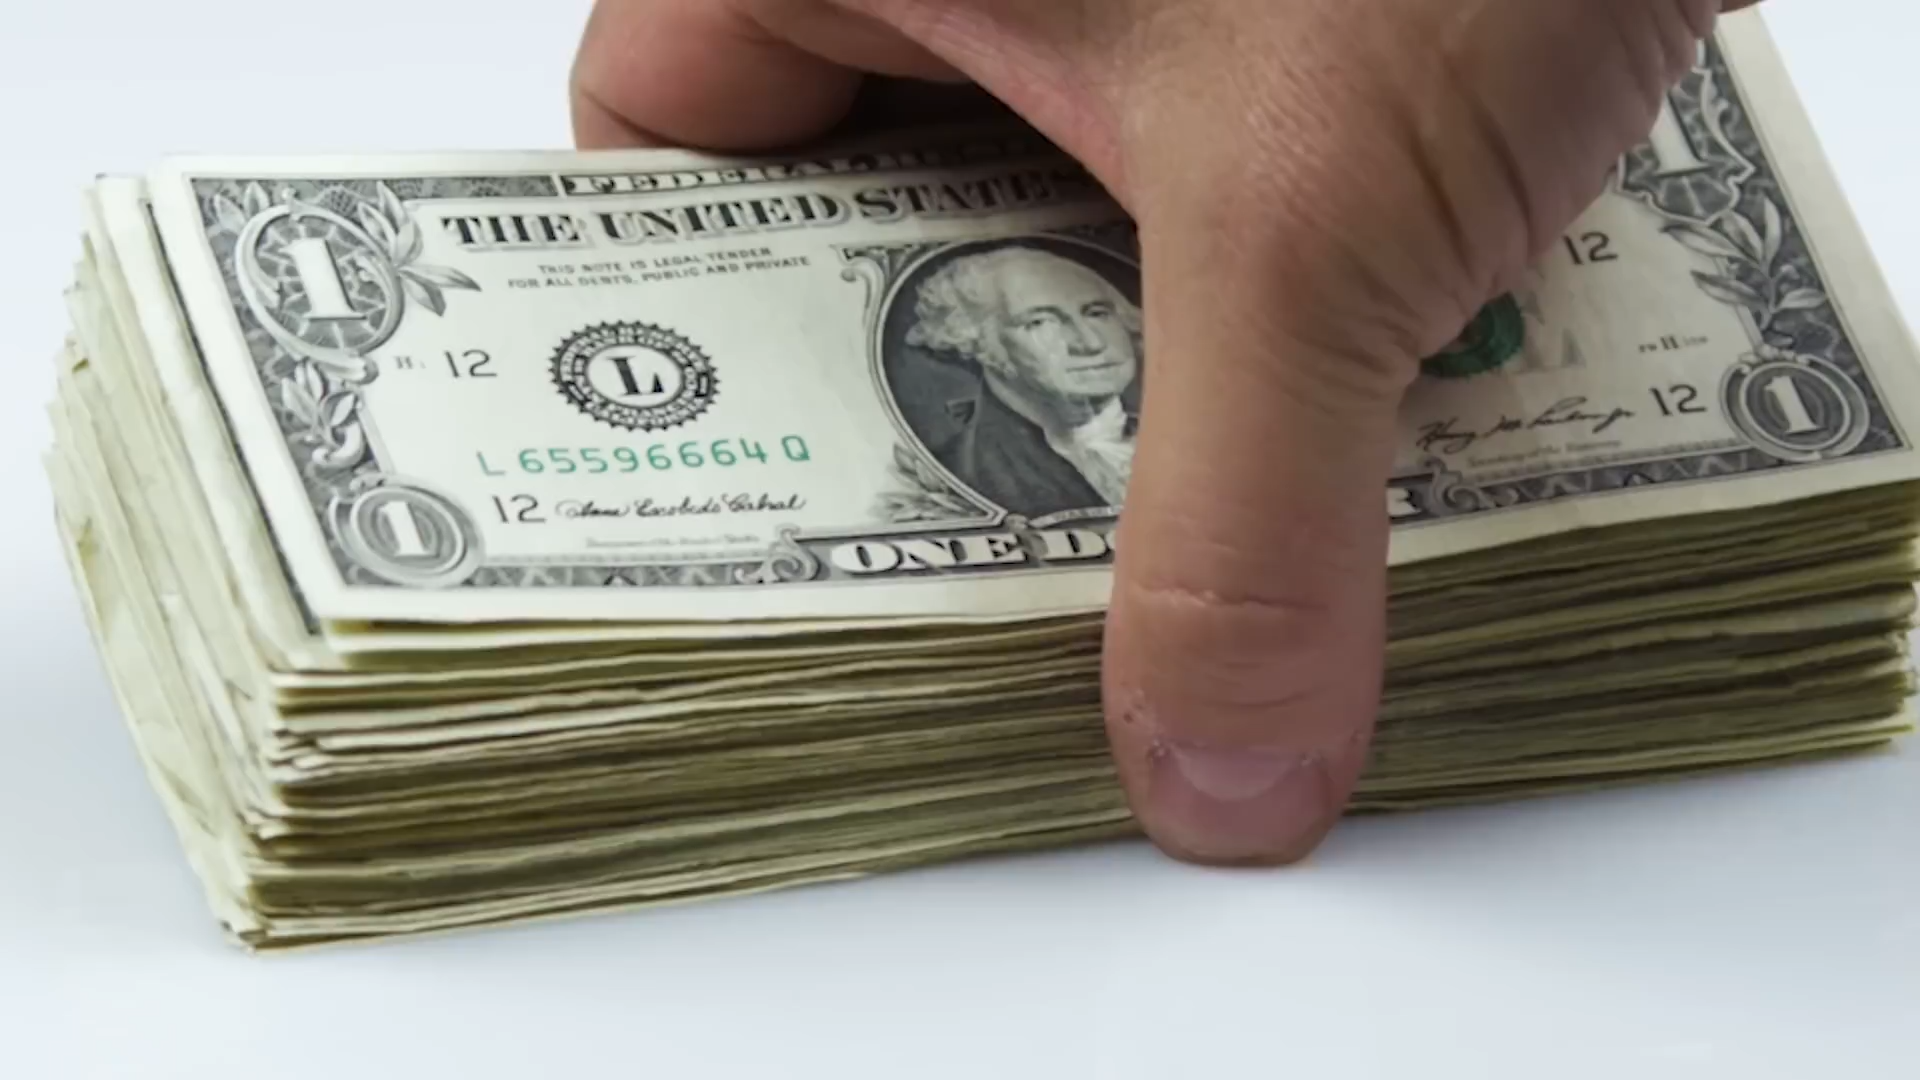 1
FEDERAL
THE UNITED STATES
1
THIS NOTE IS LEGAL TENDER
FOR ALL DEBTS, PUBLIC AND PRIVATE
12
12
L
L 65596664 Q
12
12
1
1
ONE